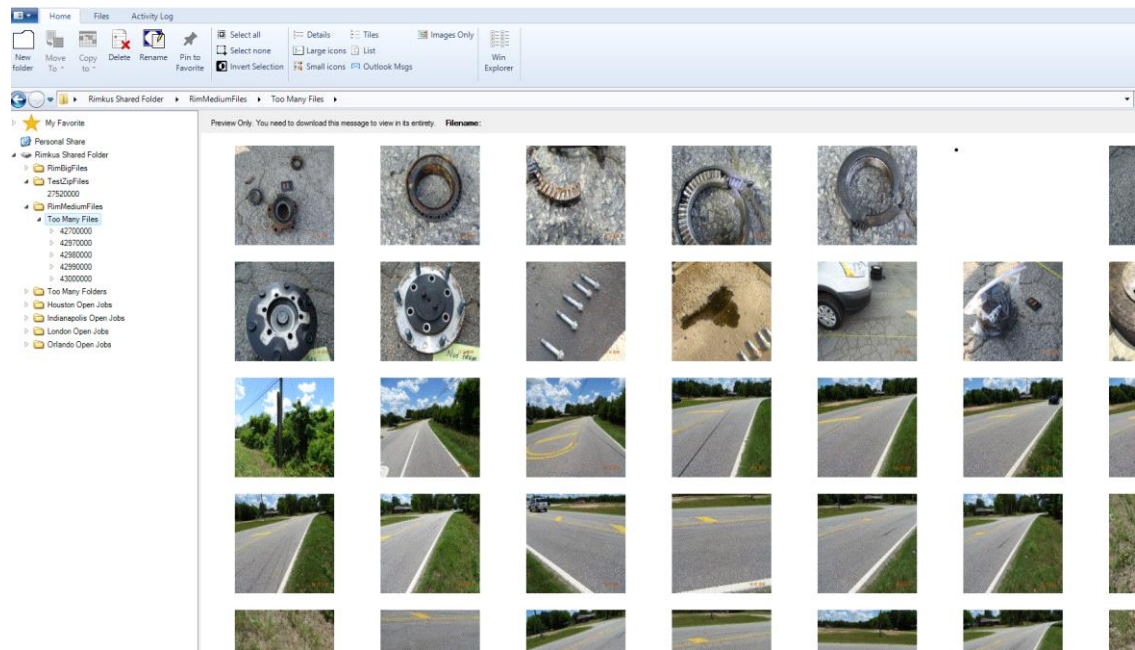 Home Files Activity Log
New folder
Move To
Copy to
Delete
Rename
Pin to Favorite
Select all
Select none
Invert Selection
Details
Tiles
Large icons
List
Small icons
Outlook Msgs
Images Only
Win Explorer
Rimkus Shared Folder RimMediumFiles Too Many Files
My Favorite
Personal Share
Rimkus Shared Folder
RimBigFiles
TestZipFiles
27520000
RimMediumFiles
Too Many Files
42700000
42970000
42980000
42990000
43000000
Too Many Folders
Houston Open Jobs
Indianapolis Open Jobs
London Open Jobs
Orlando Open Jobs
Preview Only. You need to download this message to view in its entirety. Filename: